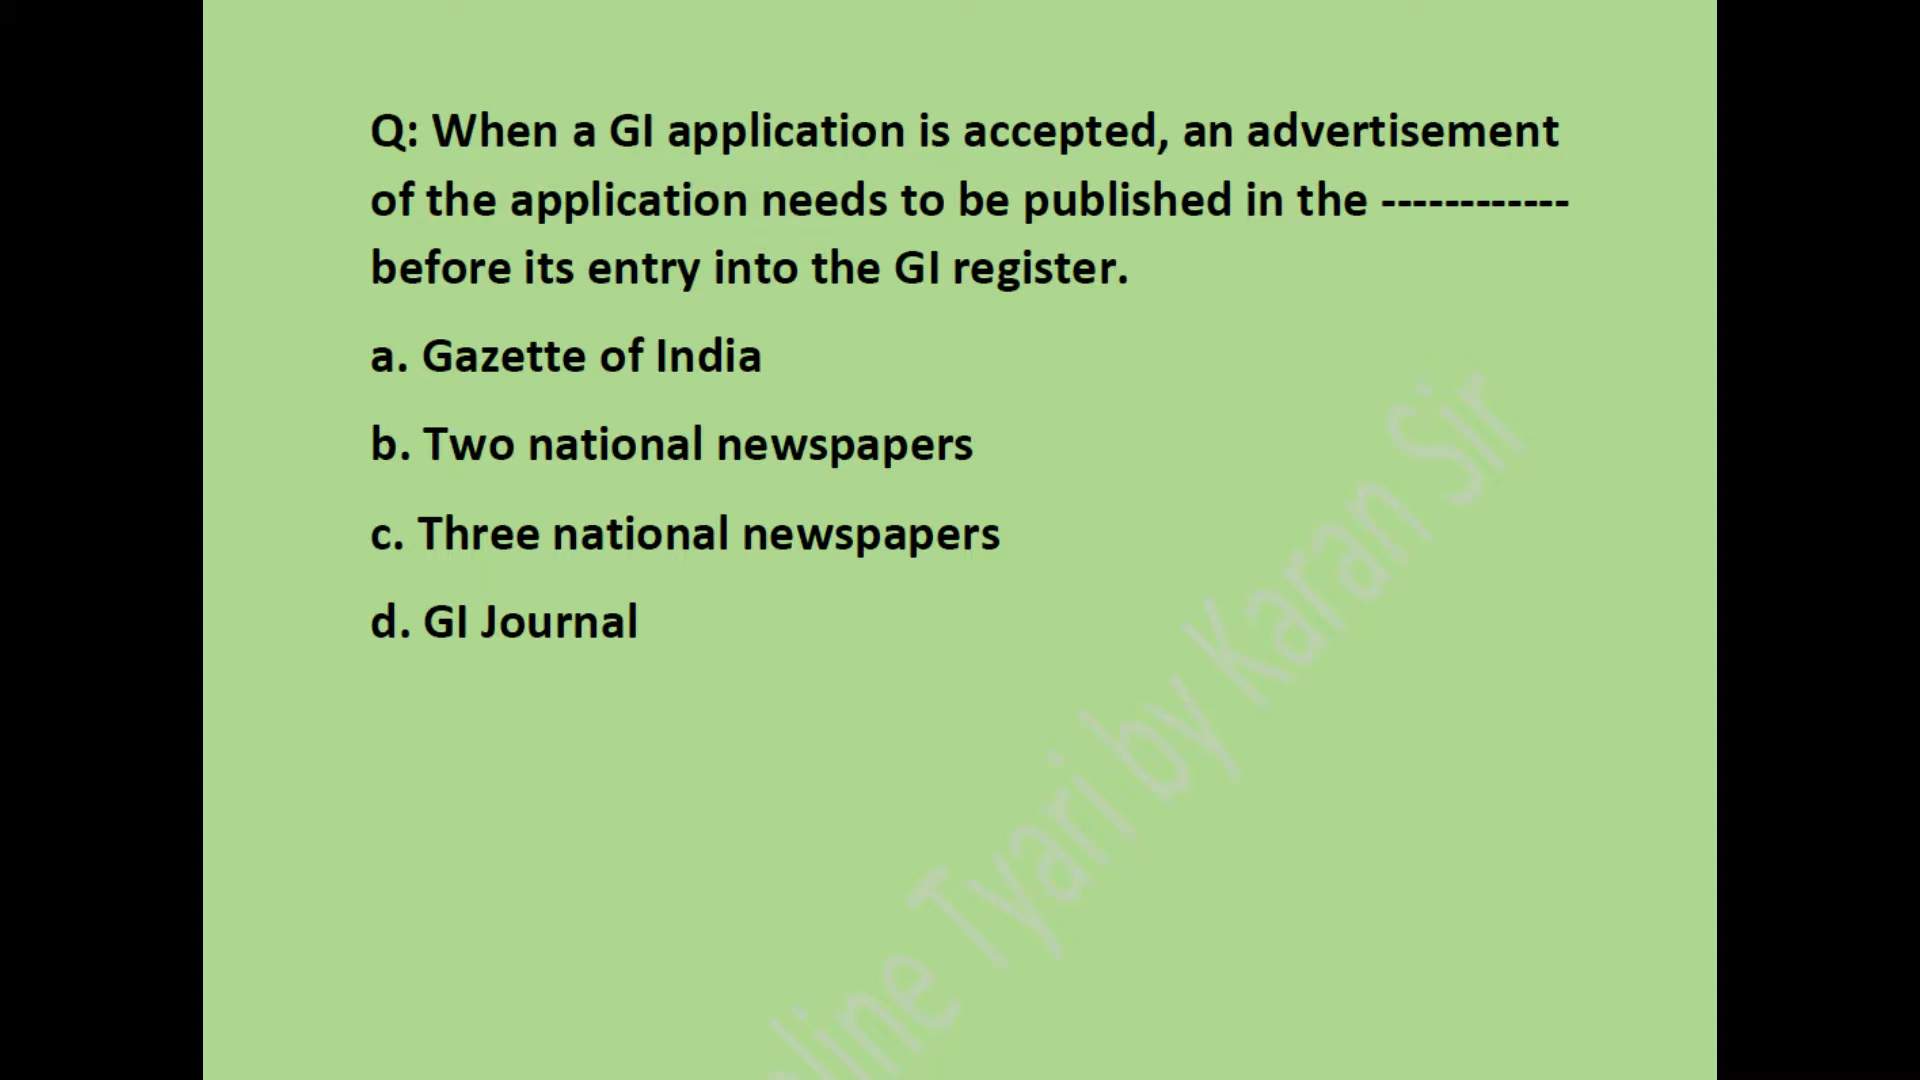 Q: When a GI application is accepted, an advertisement
of the application needs to be published in the ------------
before its entry into the GI register.
a. Gazette of India
b. Two national newspapers
c. Three national newspapers
d. GI Journal
nline Tyari by Karan Sir